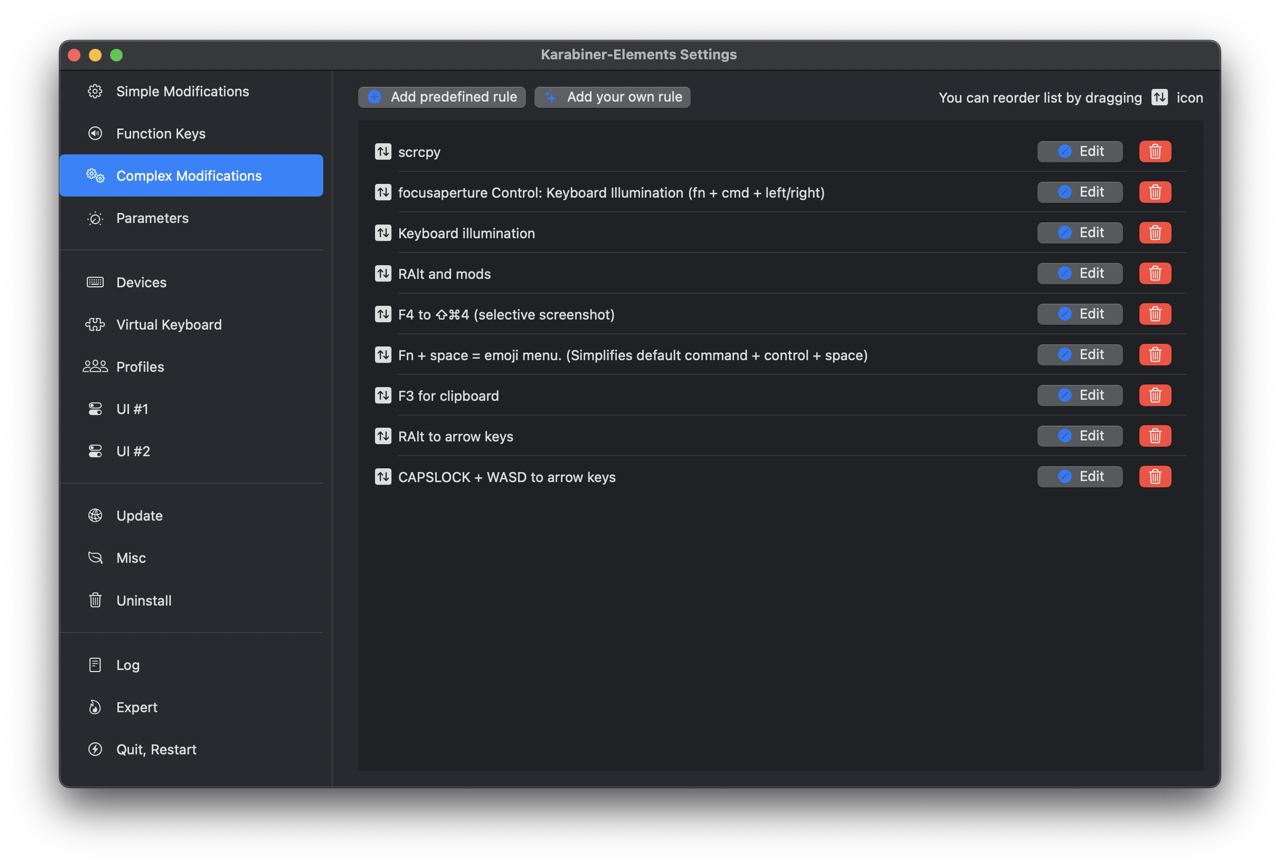 Karabiner-Elements Settings
Simple Modifications
Function Keys
Complex Modifications
Parameters
Devices
Virtual Keyboard
Profiles
UI #1
UI #2
Update
Misc
Uninstall
Log
Expert
Quit, Restart
Add predefined rule
Add your own rule
You can reorder list by dragging icon
scrcpy Edit
focusaperture Control: Keyboard Illumination (fn + cmd + left/right) Edit
Keyboard illumination Edit
RAlt and mods Edit
F4 to ⇧⌘4 (selective screenshot) Edit
Fn + space = emoji menu. (Simplifies default command + control + space) Edit
F3 for clipboard Edit
RAlt to arrow keys Edit
CAPSLOCK + WASD to arrow keys Edit